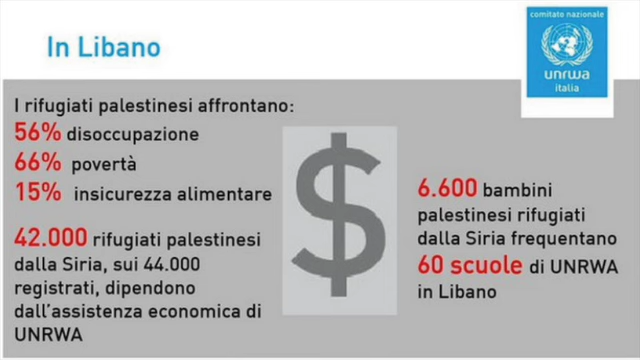 In Libano
comitato nazionale
unrwa
italia
I rifugiati palestinesi affrontano:
56% disoccupazione
66% povertà
15% insicurezza alimentare
42.000 rifugiati palestinesi
dalla Siria, sui 44.000
registrati, dipendono
dall'assistenza economica di
UNRWA
$
6.600 bambini
palestinesi rifugiati
dalla Siria frequentano
60 scuole di UNRWA
in Libano